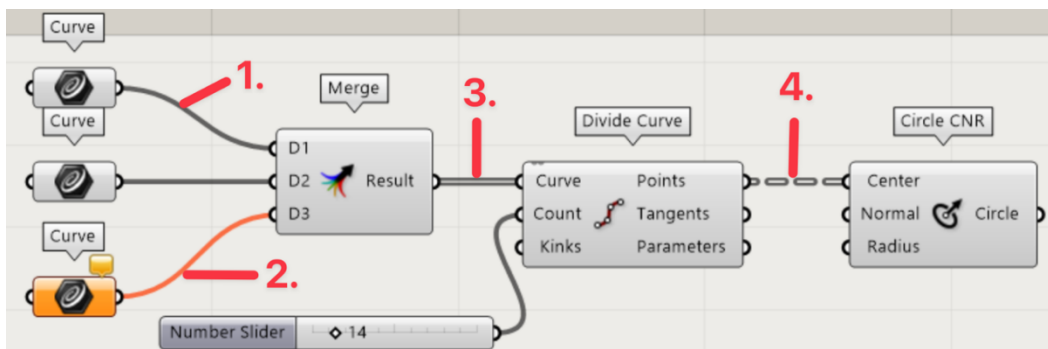 Curve
1.
Merge
3.
4.
Curve
Divide Curve
Circle CNR
D1
D2 Result
D3
Curve Points
Count Tangents
Kinks Parameters
Center
Normal Circle
Radius
Curve
2.
Number Slider 14